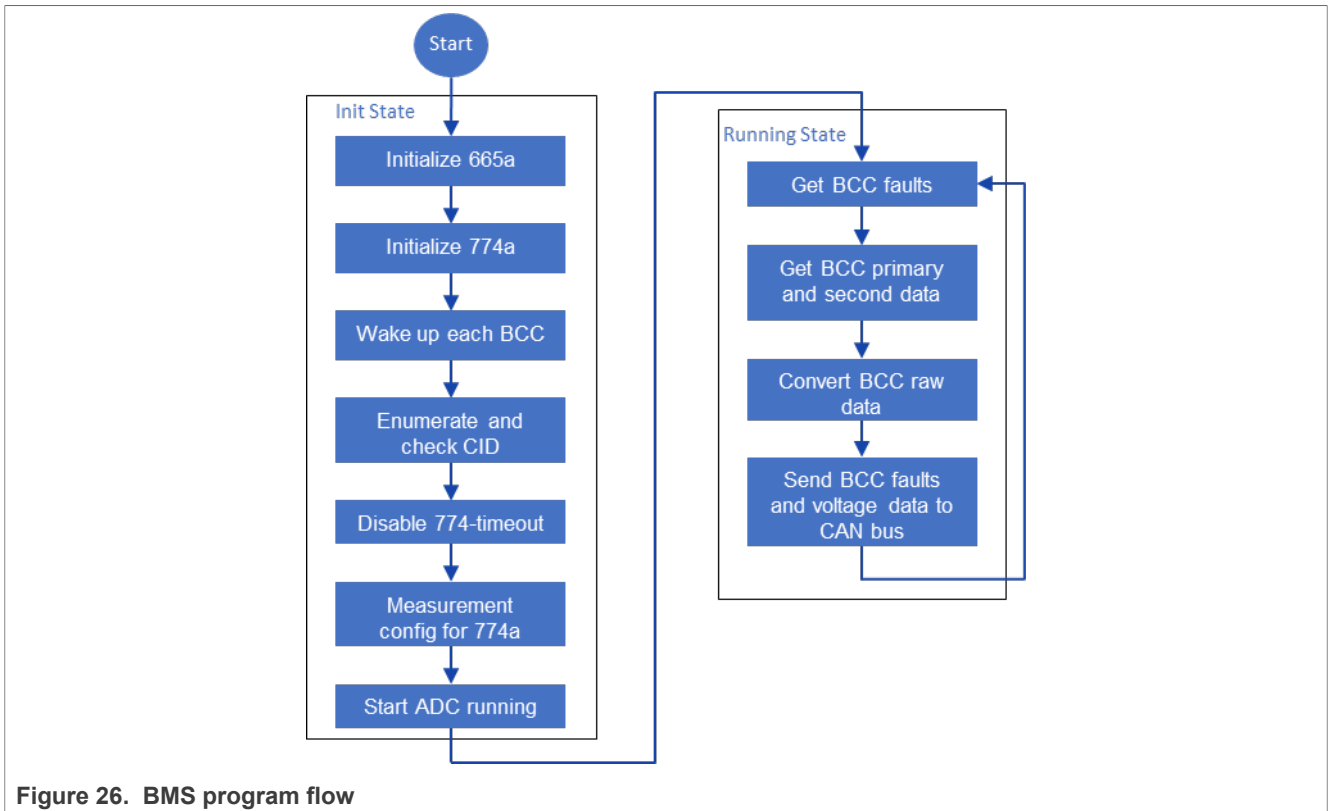 Start
Init State
Initialize 665a
Initialize 774a
Wake up each BCC
Enumerate and
check CID
Disable 774-timeout
Measurement
config for 774a
Start ADC running
Running State
Get BCC faults
Get BCC primary
and second data
Convert BCC raw
data
Send BCC faults
and voltage data to
CAN bus
Figure 26. BMS program flow